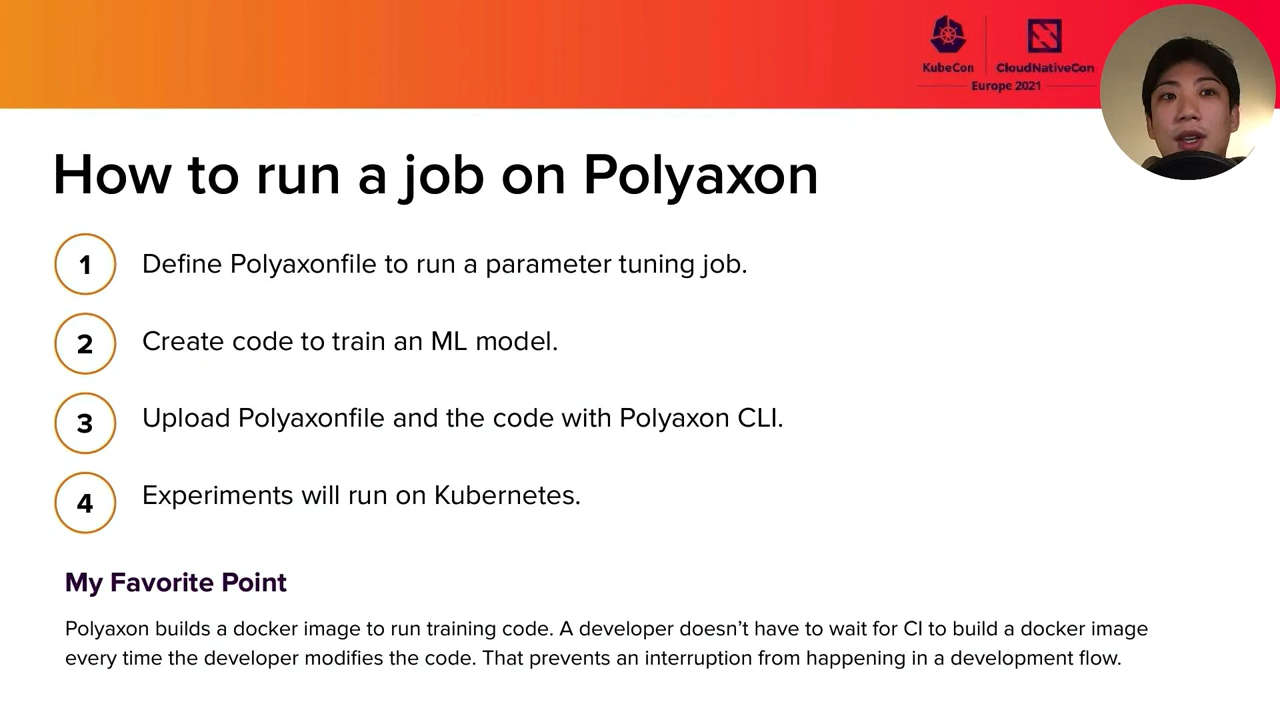 KubeCon
CloudNativeCon
Europe 2021
How to run a job on Polyaxon
1 Define Polyaxonfile to run a parameter tuning job.
2 Create code to train an ML model.
3 Upload Polyaxonfile and the code with Polyaxon CLI.
4 Experiments will run on Kubernetes.
My Favorite Point
Polyaxon builds a docker image to run training code. A developer doesn’t have to wait for CI to build a docker image
every time the developer modifies the code. That prevents an interruption from happening in a development flow.